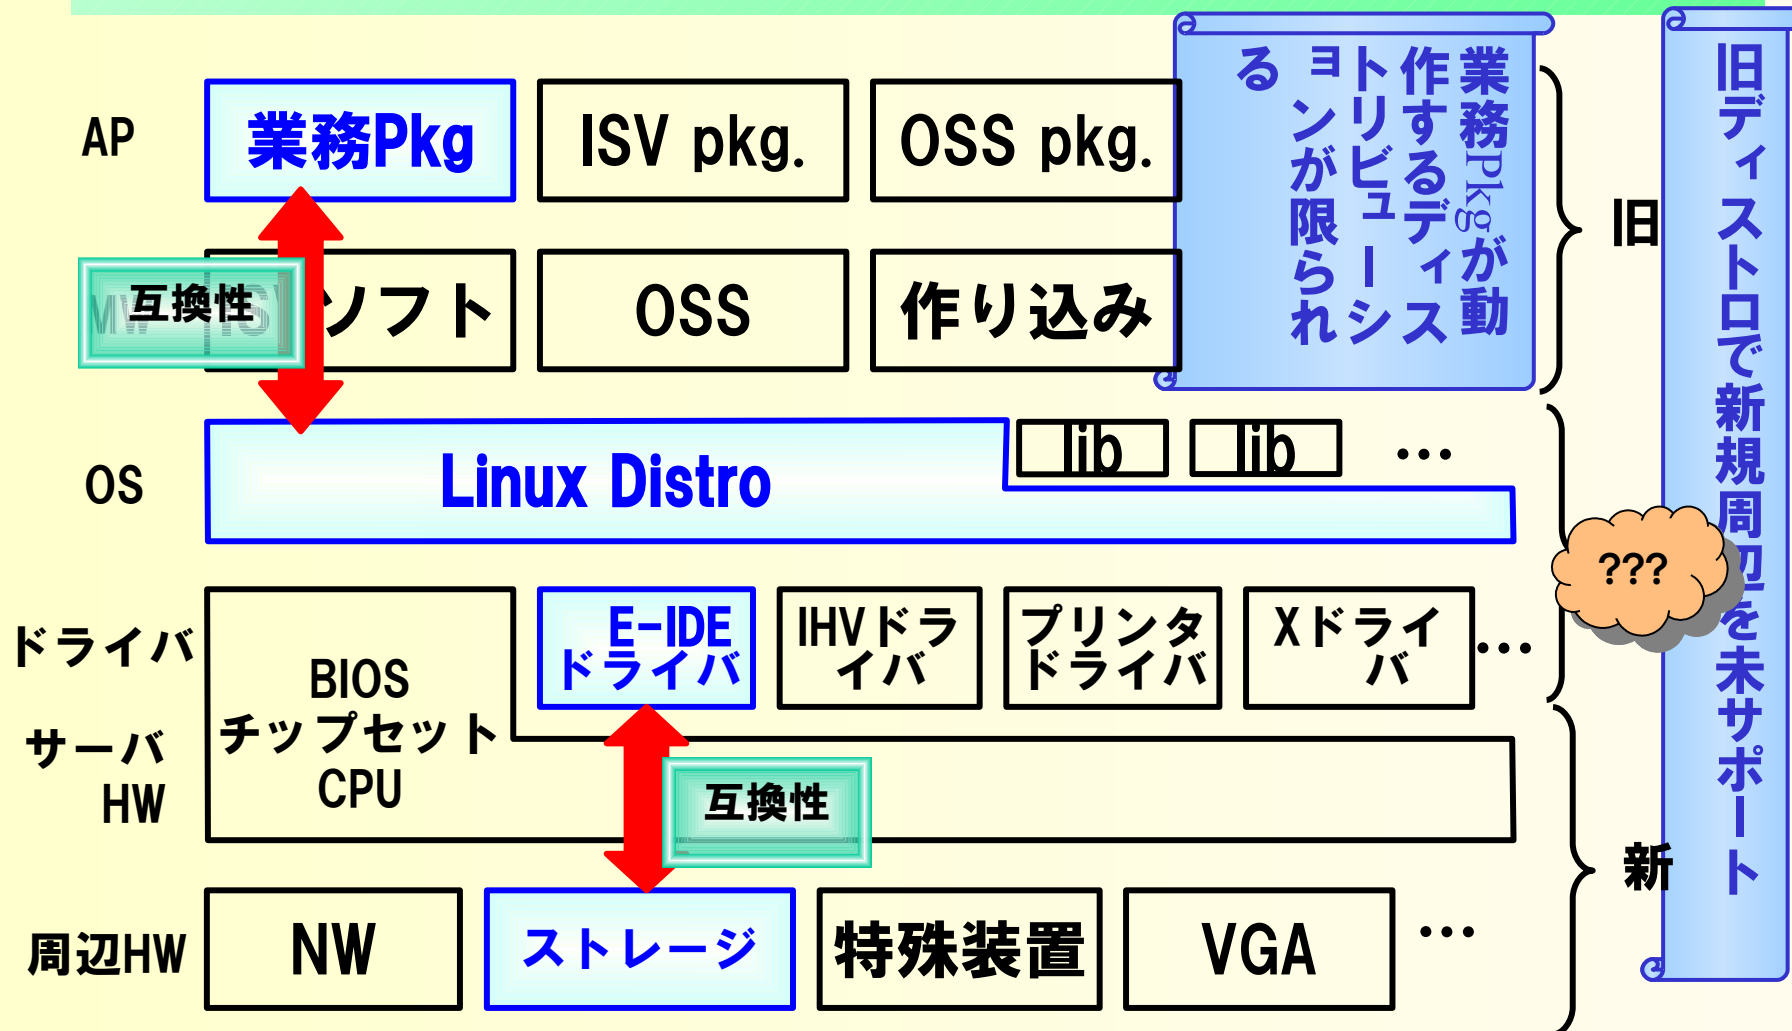 AP
業務Pkg
ISV pkg.
OSS pkg.
業務Pkgが動
作するディス
トリビューシ
ョンが限られ
る
旧
旧ディストロで新規周辺を未サポート
MW
互換性
ISVソフト
OSS
作り込み
OS
Linux Distro
lib
lib
…
???
ドライバ
E-IDE
ドライバ
IHVドラ
イバ
プリンタ
ドライバ
Xドライ
バ
…
サーバ
HW
BIOS
チップセット
CPU
互換性
新
周辺HW
NW
ストレージ
特殊装置
VGA
…